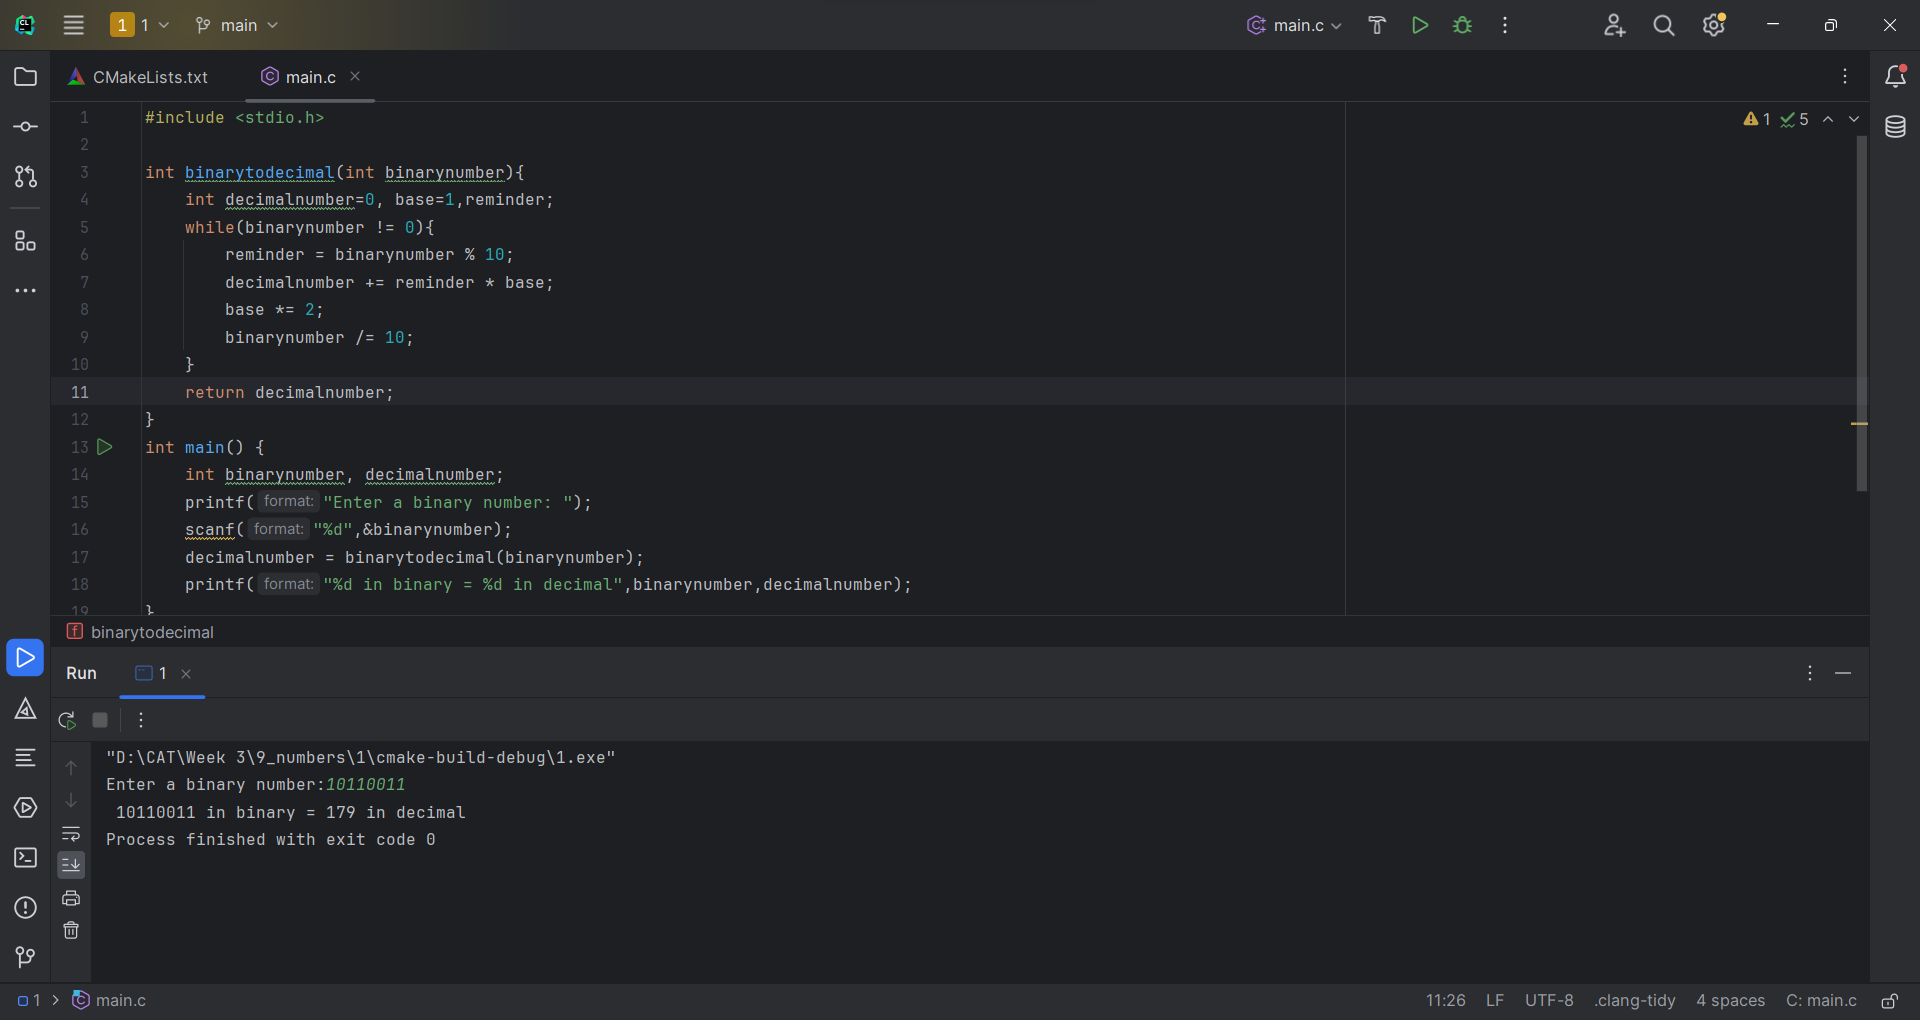 CL 1 1 main main.c
CMakeLists.txt main.c
1 #include <stdio.h>
2
3 int binarytodecimal(int binarynumber){
4 int decimalnumber=0, base=1,reminder;
5 while(binarynumber != 0){
6 reminder = binarynumber % 10;
7 decimalnumber += reminder * base;
8 base *= 2;
9 binarynumber /= 10;
10 }
11 return decimalnumber;
12 }
13 int main() {
14 int binarynumber, decimalnumber;
15 printf( format: "Enter a binary number: ");
16 scanf( format: "%d",&binarynumber);
17 decimalnumber = binarytodecimal(binarynumber);
18 printf( format: "%d in binary = %d in decimal",binarynumber,decimalnumber);
19 }
1 5
f binarytodecimal
Run 1
"D:\CAT\Week 3\9_numbers\1\cmake-build-debug\1.exe"
Enter a binary number:10110011
10110011 in binary = 179 in decimal
Process finished with exit code 0
1 > main.c 11:26 LF UTF-8 .clang-tidy 4 spaces C: main.c